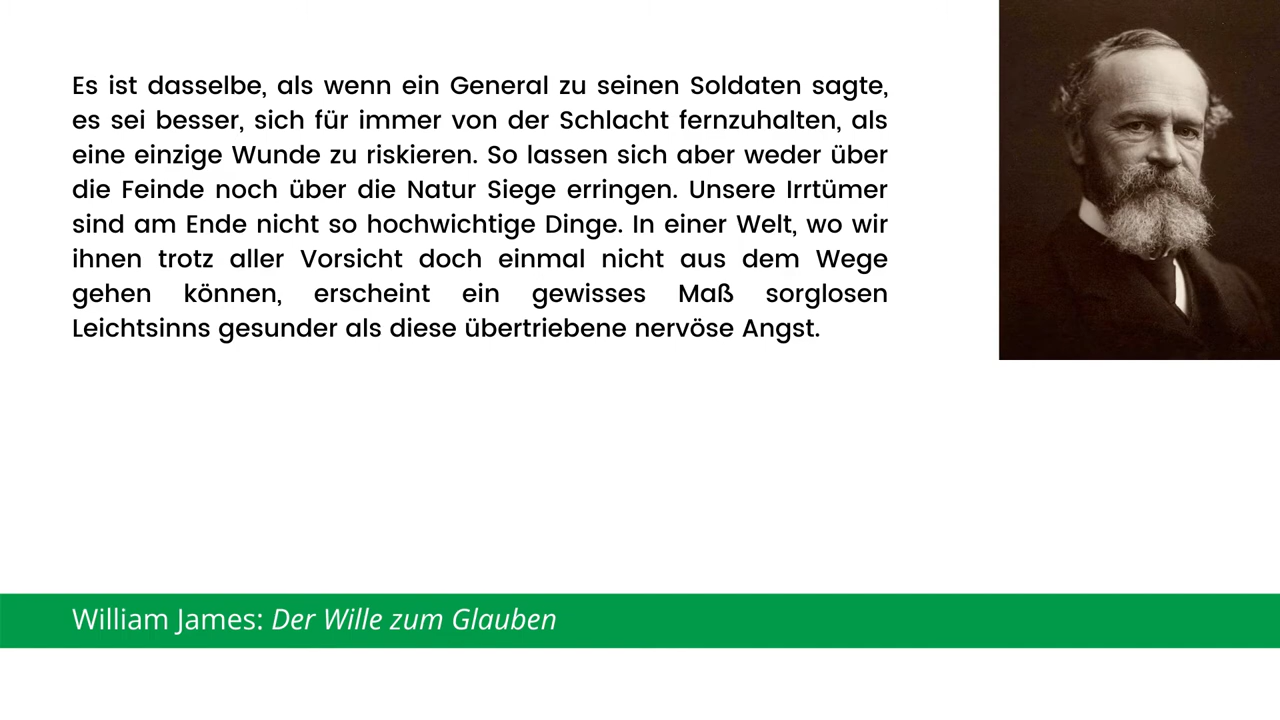 Es ist dasselbe, als wenn ein General zu seinen Soldaten sagte,
es sei besser, sich für immer von der Schlacht fernzuhalten, als
eine einzige Wunde zu riskieren. So lassen sich aber weder über
die Feinde noch über die Natur Siege erringen. Unsere Irrtümer
sind am Ende nicht so hochwichtige Dinge. In einer Welt, wo wir
ihnen trotz aller Vorsicht doch einmal nicht aus dem Wege
gehen können, erscheint ein gewisses Maß sorglosen
Leichtsinns gesunder als diese übertriebene nervöse Angst.
William James: Der Wille zum Glauben